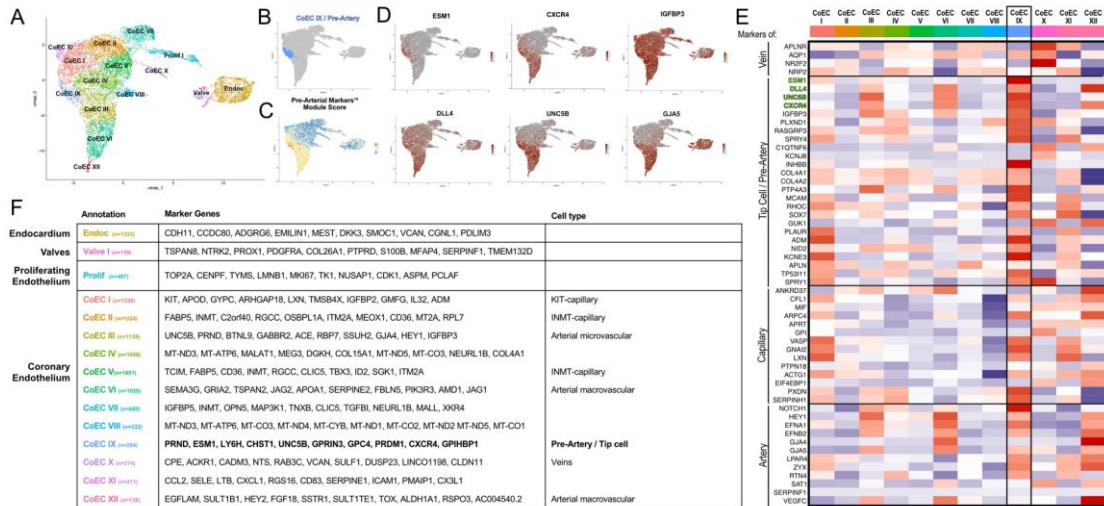 A
CoEC VII
CoEC XI
CoEC II
CoEC I
CoEC V
Prolif I
CoEC X
CoEC IV
CoEC IX
CoEC VIII
Valve
Endoc
CoEC III
CoEC VI
CoEC XII
umap_1
umap_2
B
CoEC IX / Pre-Artery
C
Pre-Arterial Markers¹⁴
Module Score
D
ESM1
CXCR4
IGFBP3
DLL4
UNC5B
GJA5
E
CoEC I
CoEC II
CoEC III
CoEC IV
CoEC V
CoEC VI
CoEC VII
CoEC VIII
CoEC IX
CoEC X
CoEC XI
CoEC XII
Markers of:
Vein
APLNR
AQP1
NR2F2
NRP2
Tip Cell / Pre-Artery
ESM1
DLL4
UNC5B
CXCR4
IGFBP3
PLXND1
RASGRP3
SPRY4
C1QTNF6
KCNJ8
INHBB
COL4A1
COL4A2
PTP4A3
MCAM
RHOC
SOX7
GUK1
PLAUR
ADM
NID2
KCNE3
APLN
TP53I11
SPRY1
Capillary
ANKRD37
CFL1
MIF
ARPC4
APRT
GPI
VASP
GNAI2
LXN
PTPN18
ACTG1
EIF4EBP1
PXDN
SERPINH1
Artery
NOTCH1
HEY1
EFNA1
EFNB2
GJA4
GJA5
LPAR4
ZYX
RTN4
SAT1
SERPINF1
VEGFC
F
Annotation Marker Genes Cell type
Endocardium Endoc (n=1223) CDH11, CCDC80, ADGRG6, EMILIN1, MEST, DKK3, SMOC1, VCAN, CGNL1, PDLIM3
Valves Valve I TSPAN8, NTRK2, PROX1, PDGFRA, COL26A1, PTPRD, S100B, MFAP4, SERPINF1, TMEM132D
Proliferating Endothelium Prolif (n=497) TOP2A, CENPF, TYMS, LMNB1, MKI67, TK1, NUSAP1, CDK1, ASPM, PCLAF
Coronary Endothelium
CoEC I KIT, APOD, GYPC, ARHGAP18, LXN, TMSB4X, IGFBP2, GMFG, IL32, ADM KIT-capillary
CoEC II (n=1224) FABP5, INMT, C2orf40, RGCC, OSBPL1A, ITM2A, MEOX1, CD36, MT2A, RPL7 INMT-capillary
CoEC III UNC5B, PRND, BTNL9, GABBR2, ACE, RBP7, SSUH2, GJA4, HEY1, IGFBP3 Arterial microvascular
CoEC IV MT-ND3, MT-ATP6, MALAT1, MEG3, DGKH, COL15A1, MT-ND5, MT-CO3, NEURL1B, COL4A1
CoEC V TCIM, FABP5, CD36, INMT, RGCC, CLIC5, TBX3, ID2, SGK1, ITM2A INMT-capillary
CoEC VI SEMA3G, GRIA2, TSPAN2, JAG2, APOA1, SERPINE2, FBLN5, PIK3R3, AMD1, JAG1 Arterial macrovascular
CoEC VII IGFBP5, INMT, OPN5, MAP3K1, TNXB, CLIC5, TGFBI, NEURL1B, MALL, XKR4
CoEC VIII MT-ND3, MT-ATP6, MT-CO3, MT-ND4, MT-CYB, MT-ND1, MT-CO2, MT-ND2 MT-ND5, MT-CO1
CoEC IX PRND, ESM1, LY6H, CHST1, UNC5B, GPRIN3, GPC4, PRDM1, CXCR4, GPIHBP1 Pre-Artery / Tip cell
CoEC X CPE, ACKR1, CADM3, NTS, RAB3C, VCAN, SULF1, DUSP23, LINCO1198, CLDN11 Veins
CoEC XI CCL2, SELE, LTB, CXCL1, RGS16, CD83, SERPINE1, ICAM1, PMAIP1, CX3L1
CoEC XII EGFLAM, SULT1B1, HEY2, FGF18, SSTR1, SULT1TE1, TOX, ALDH1A1, RSPO3, AC004540.2 Arterial macrovascular